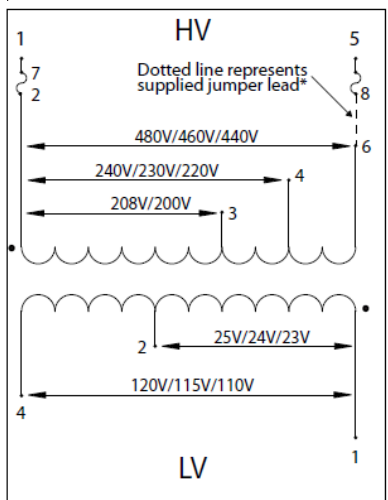 HV
1 5
7
2
Dotted line represents
supplied jumper lead*
8
480V/460V/440V
6
240V/230V/220V
4
208V/200V
3
25V/24V/23V
2
120V/115V/110V
4
1
LV